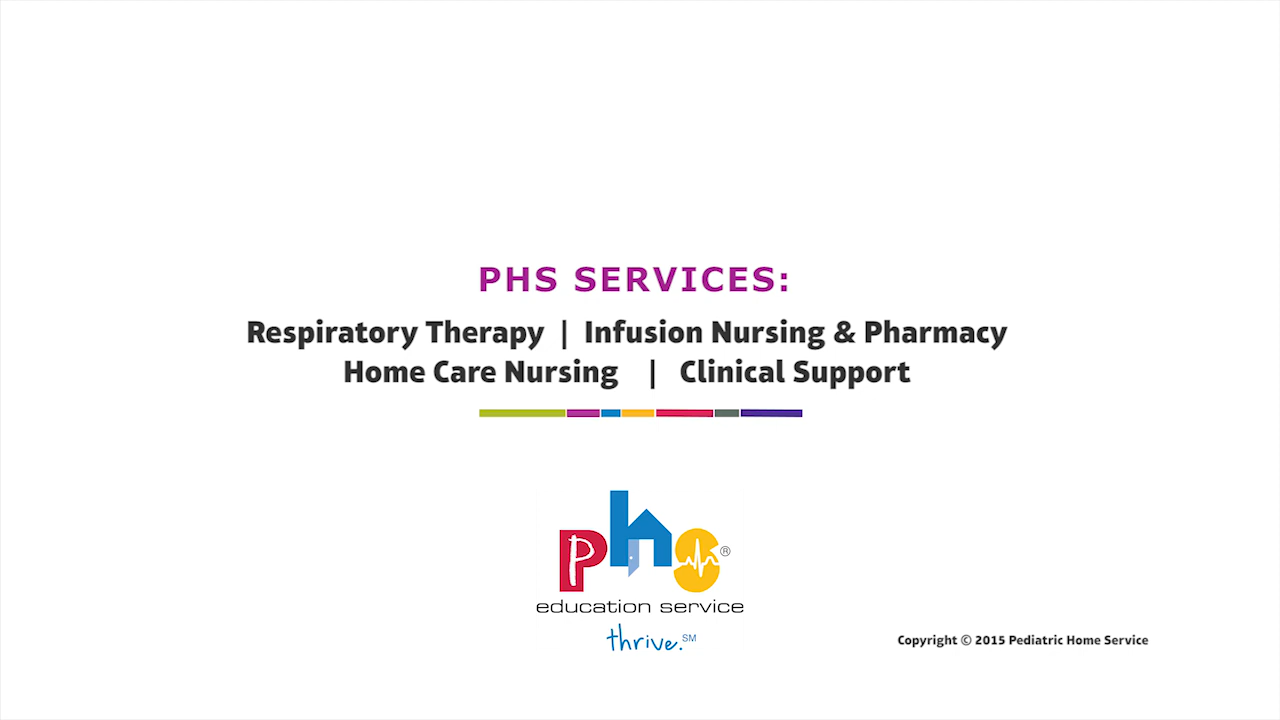 PHS SERVICES:
Respiratory Therapy | Infusion Nursing & Pharmacy
Home Care Nursing | Clinical Support
phs®
education service
thrive.℠
Copyright © 2015 Pediatric Home Service